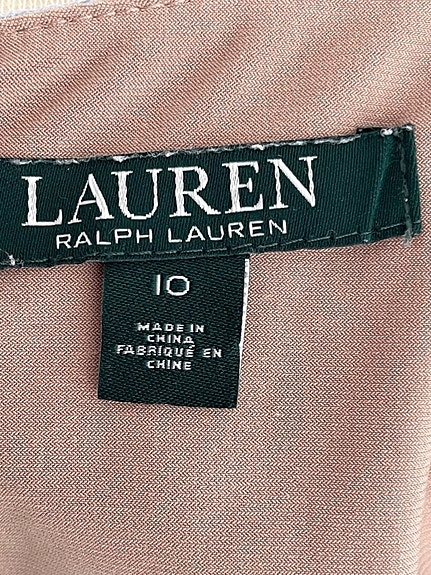 LAUREN
RALPH LAUREN
10
MADE IN
CHINA
FABRIQUÉ EN
CHINE